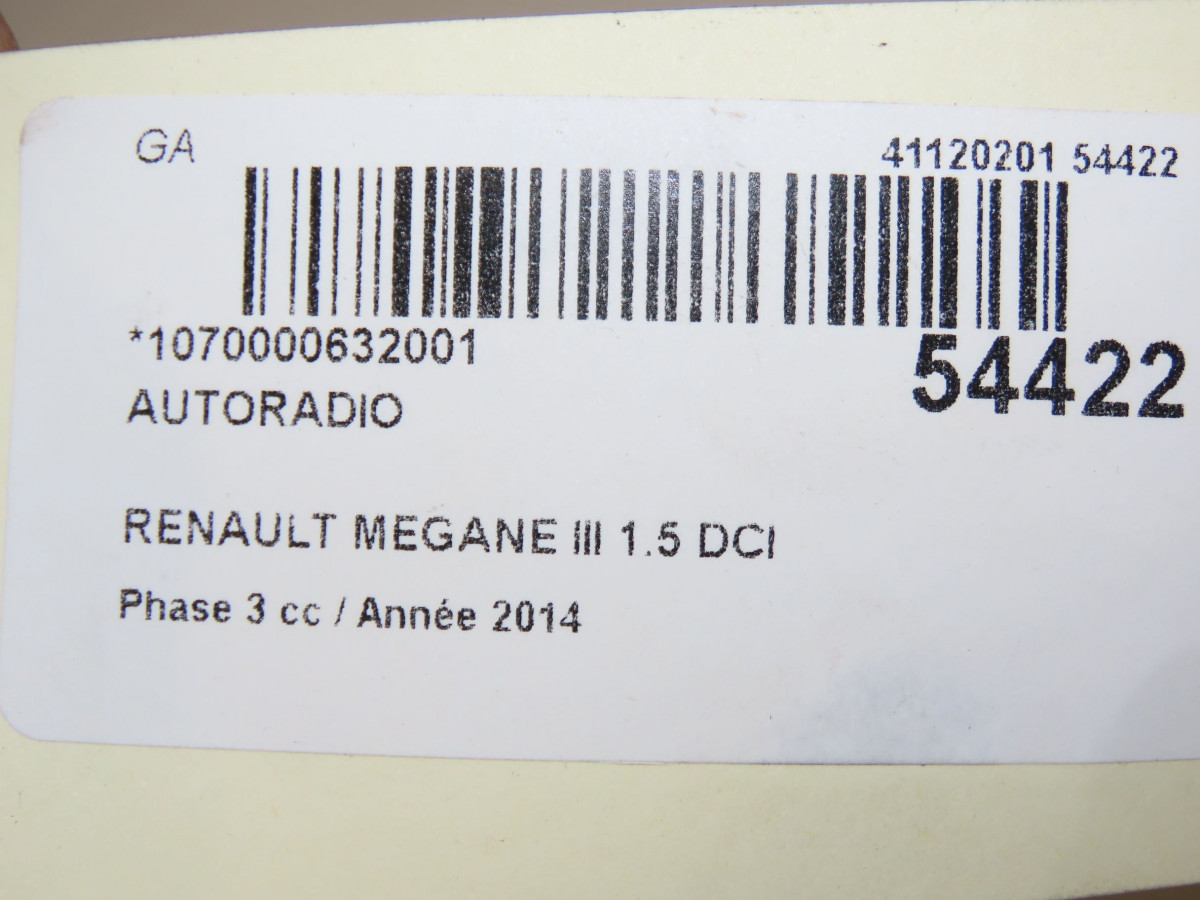 GA
41120201 54422
*1070000632001
54422
AUTORADIO
RENAULT MEGANE III 1.5 DCI
Phase 3 cc / Année 2014